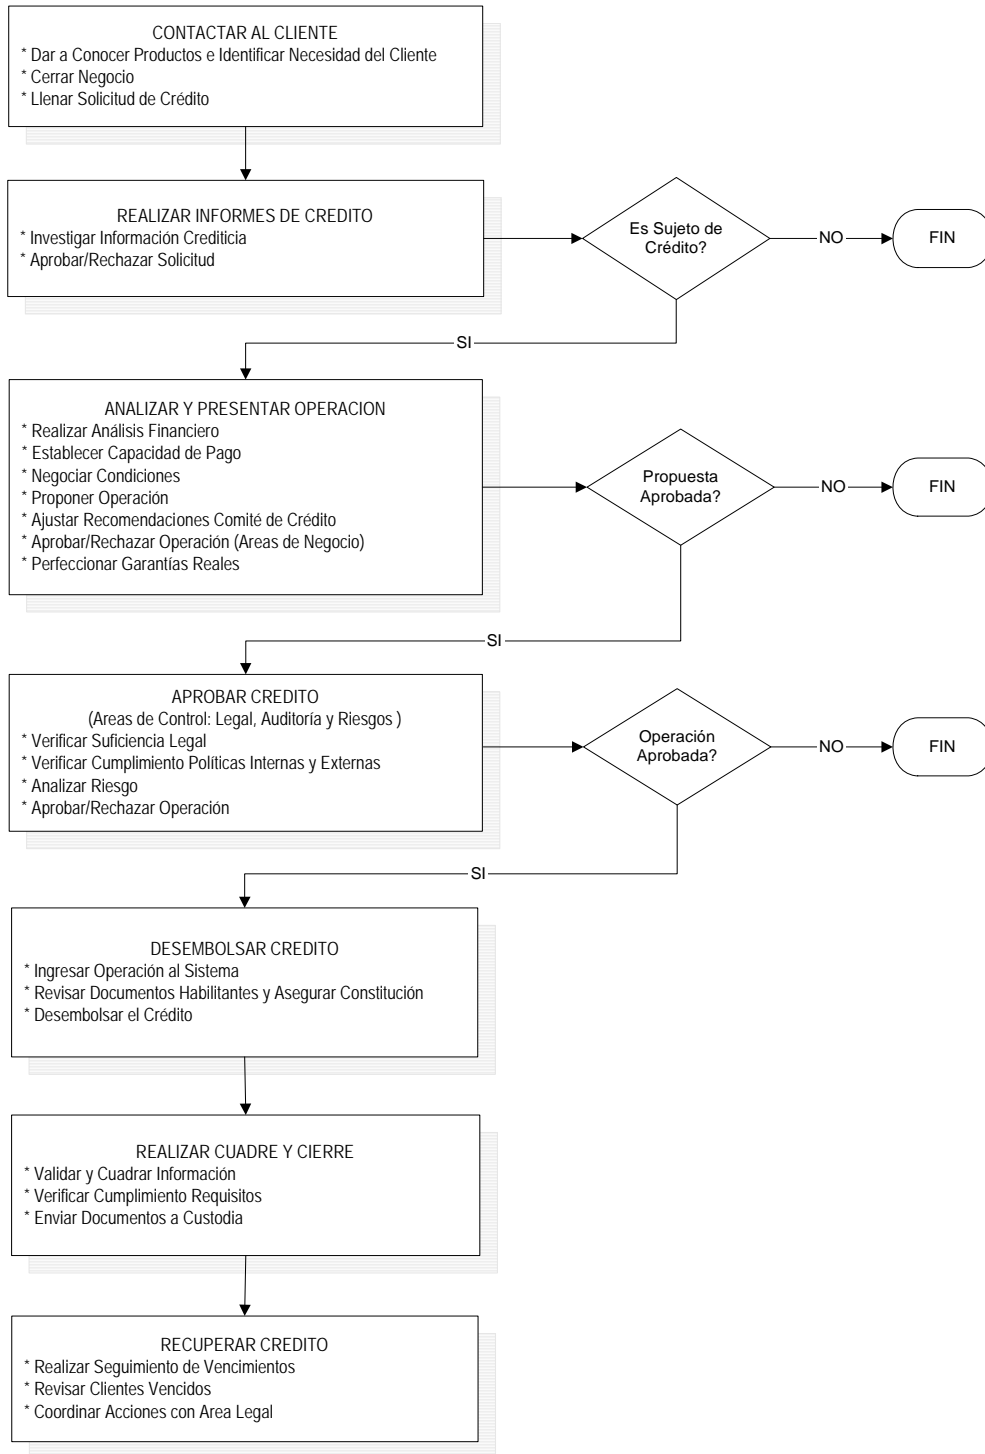 CONTACTAR AL CLIENTE
* Dar a Conocer Productos e Identificar Necesidad del Cliente
* Cerrar Negocio
* Llenar Solicitud de Crédito
REALIZAR INFORMES DE CREDITO
* Investigar Información Crediticia
* Aprobar/Rechazar Solicitud
Es Sujeto de
Crédito?
NO
FIN
SI
ANALIZAR Y PRESENTAR OPERACION
* Realizar Análisis Financiero
* Establecer Capacidad de Pago
* Negociar Condiciones
* Proponer Operación
* Ajustar Recomendaciones Comité de Crédito
* Aprobar/Rechazar Operación (Areas de Negocio)
* Perfeccionar Garantías Reales
Propuesta
Aprobada?
NO
FIN
SI
APROBAR CREDITO
(Areas de Control: Legal, Auditoría y Riesgos )
* Verificar Suficiencia Legal
* Verificar Cumplimiento Políticas Internas y Externas
* Analizar Riesgo
* Aprobar/Rechazar Operación
Operación
Aprobada?
NO
FIN
SI
DESEMBOLSAR CREDITO
* Ingresar Operación al Sistema
* Revisar Documentos Habilitantes y Asegurar Constitución
* Desembolsar el Crédito
REALIZAR CUADRE Y CIERRE
* Validar y Cuadrar Información
* Verificar Cumplimiento Requisitos
* Enviar Documentos a Custodia
RECUPERAR CREDITO
* Realizar Seguimiento de Vencimientos
* Revisar Clientes Vencidos
* Coordinar Acciones con Area Legal